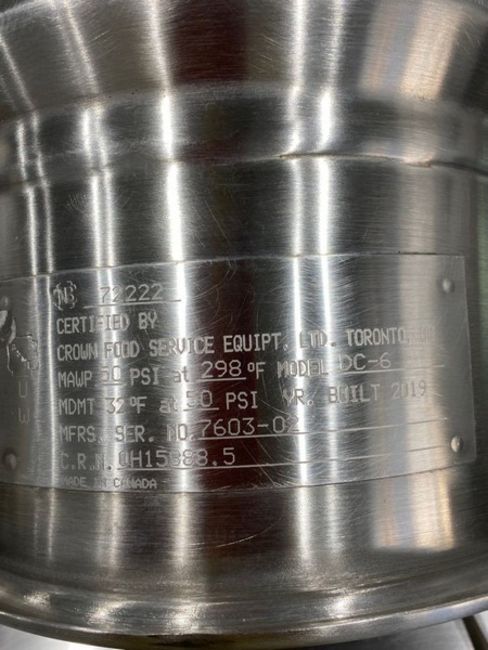 NB 72222
CERTIFIED BY
CROWN FOOD SERVICE EQUIPT. LTD. TORONTO,
MAWP 50 PSI at 298 °F MODEL DC-6
MDMT 32°F at 50 PSI YR. BUILT 2019
MFRS. SER. NO. 7603-02
C.R.N. OH15888.5
MADE IN CANADA
U
W